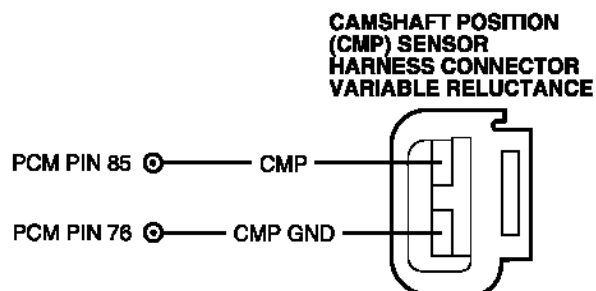 CAMSHAFT POSITION
(CMP) SENSOR
HARNESS CONNECTOR
VARIABLE RELUCTANCE
PCM PIN 85 CMP
PCM PIN 76 CMP GND